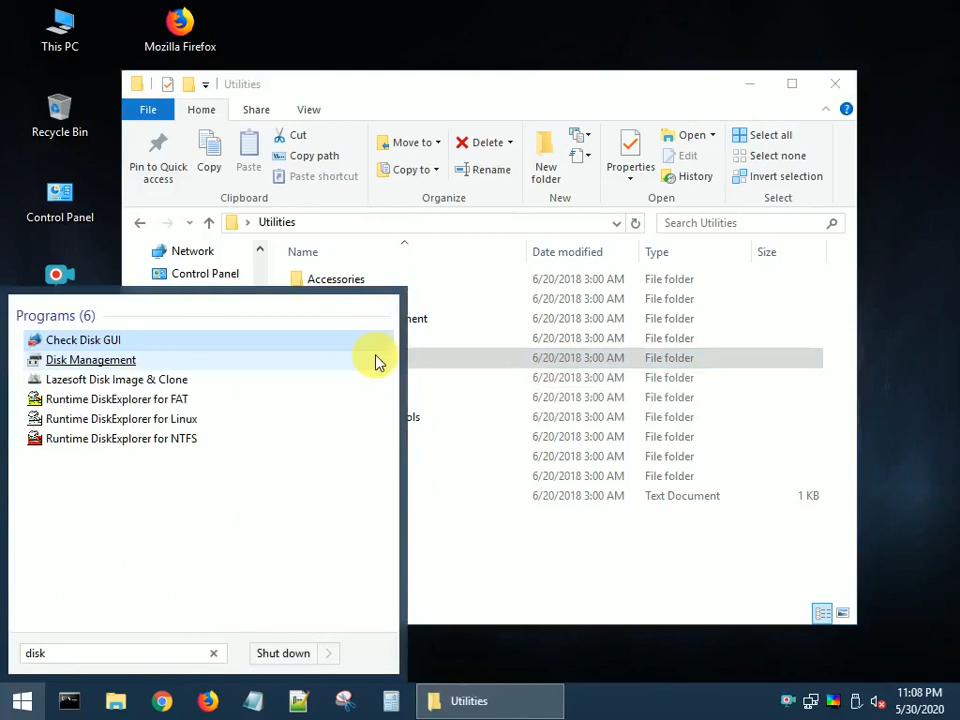 This PC
Mozilla Firefox
Recycle Bin
Control Panel
Utilities
File Home Share View
Pin to Quick access
Copy
Paste
Cut
Copy path
Paste shortcut
Clipboard
Move to
Copy to
Delete
Rename
Organize
New folder
New
Properties
Open
Edit
History
Open
Select all
Select none
Invert selection
Select
Utilities
Search Utilities
Network
Control Panel
Name Date modified Type Size
Accessories 6/20/2018 3:00 AM File folder
6/20/2018 3:00 AM File folder
nent 6/20/2018 3:00 AM File folder
6/20/2018 3:00 AM File folder
6/20/2018 3:00 AM File folder
6/20/2018 3:00 AM File folder
ols 6/20/2018 3:00 AM File folder
6/20/2018 3:00 AM File folder
6/20/2018 3:00 AM File folder
6/20/2018 3:00 AM File folder
6/20/2018 3:00 AM Text Document 1 KB
Programs (6)
Check Disk GUI
Disk Management
Lazesoft Disk Image & Clone
Runtime DiskExplorer for FAT
Runtime DiskExplorer for Linux
Runtime DiskExplorer for NTFS
disk
Shut down
Utilities
11:08 PM
5/30/2020